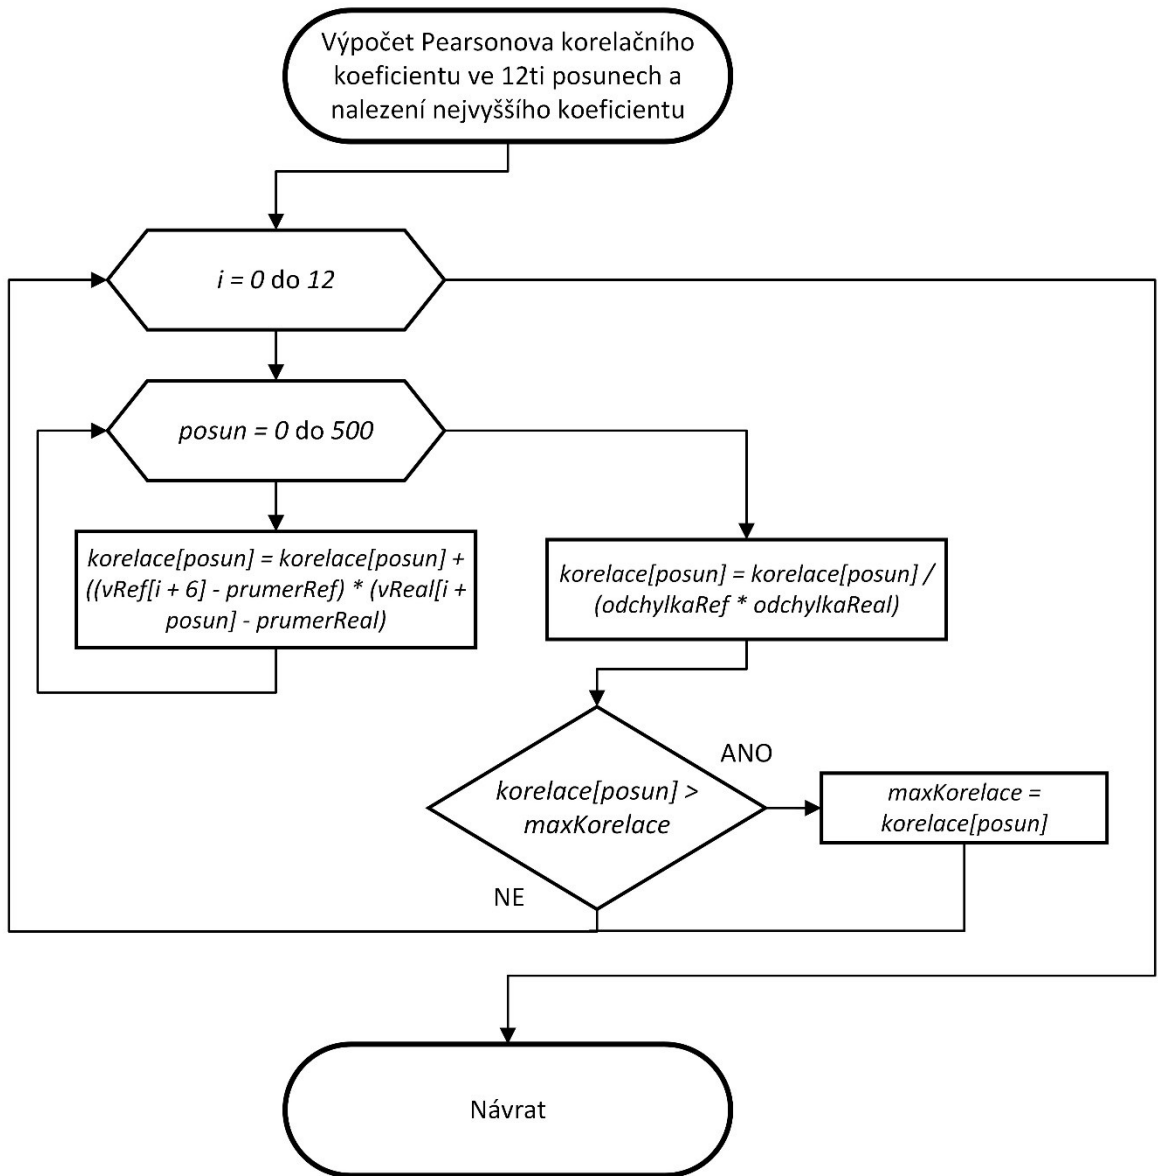 Výpočet Pearsonova korelačního
koeficientu ve 12ti posunech a
nalezení nejvyššího koeficientu
i = 0 do 12
posun = 0 do 500
korelace[posun] = korelace[posun] +
((vRef[i + 6] - prumerRef) * (vReal[i +
posun] - prumerReal)
korelace[posun] = korelace[posun] /
(odchylkaRef * odchylkaReal)
korelace[posun] >
maxKorelace
ANO
maxKorelace =
korelace[posun]
NE
Návrat